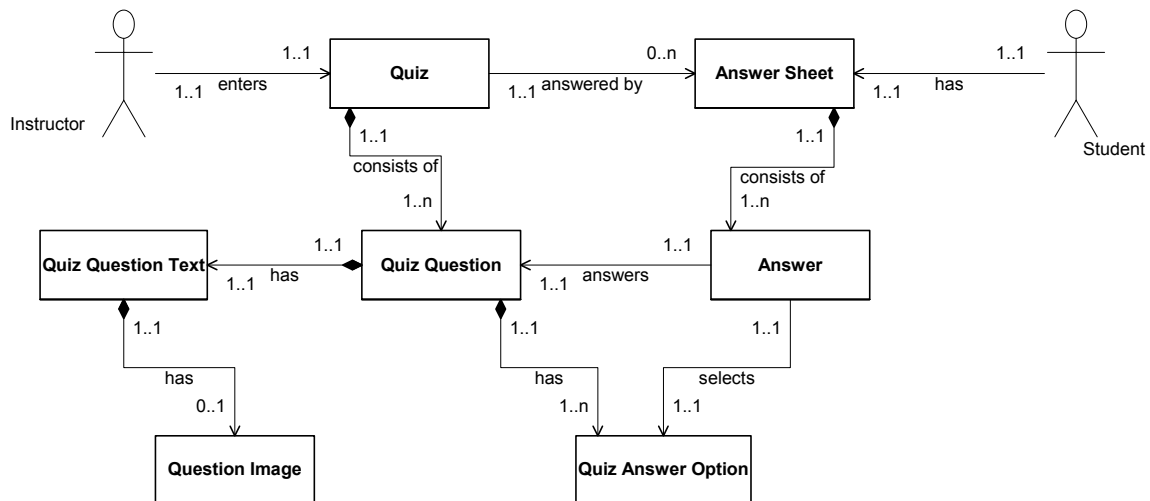 1..1
0..n
1..1
Quiz
Answer Sheet
enters
answered by
has
1..1
1..1
1..1
Instructor
Student
1..1
1..1
consists of
consists of
1..n
1..n
1..1
1..1
Quiz Question Text
Quiz Question
Answer
has
answers
1..1
1..1
1..1
1..1
1..1
has
has
selects
0..1
1..n
1..1
Question Image
Quiz Answer Option